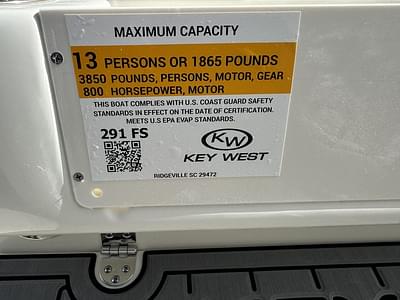 MAXIMUM CAPACITY
13 PERSONS OR 1865 POUNDS
3850 POUNDS, PERSONS, MOTOR, GEAR
800 HORSEPOWER, MOTOR
THIS BOAT COMPLIES WITH U.S. COAST GUARD SAFETY
STANDARDS IN EFFECT ON THE DATE OF CERTIFICATION.
MEETS U.S EPA EVAP STANDARDS.
291 FS
KW
KEY WEST
RIDGEVILLE SC 29472